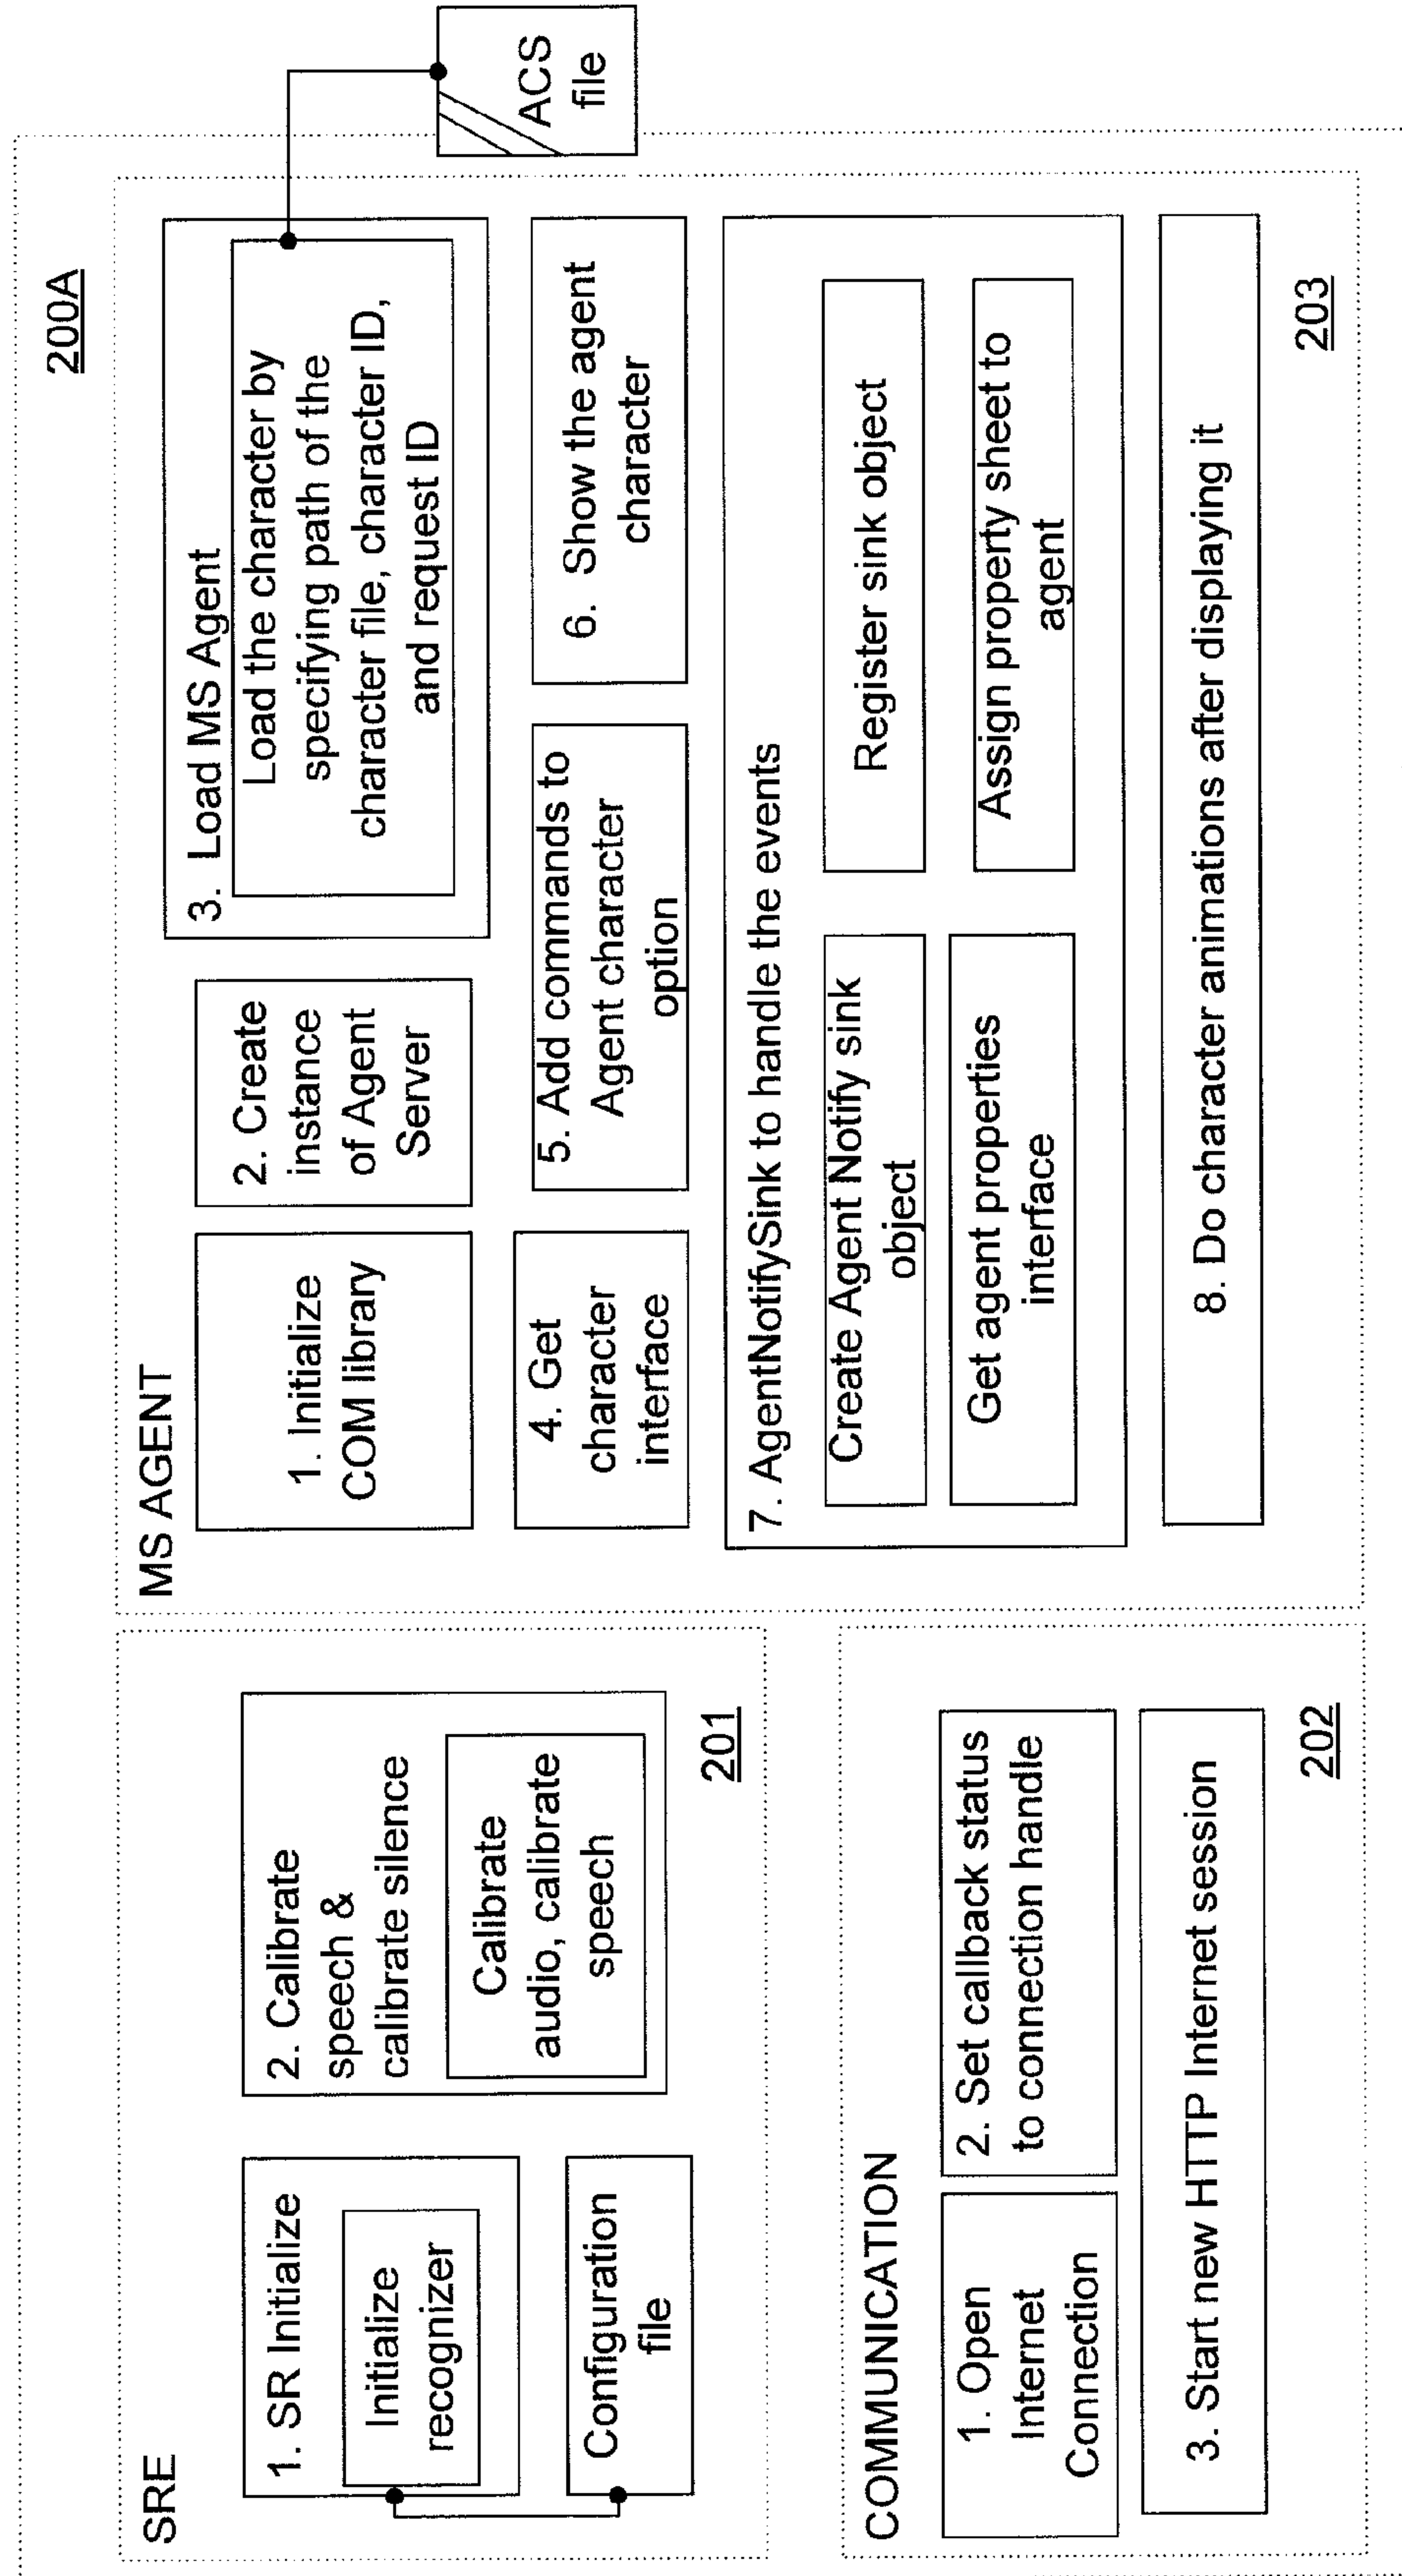 200A
SRE
1. SR Initialize
Initialize
recognizer
Configuration
file
2. Calibrate
speech &
calibrate silence
Calibrate
audio, calibrate
speech
201
COMMUNICATION
1. Open
Internet
Connection
2. Set callback status
to connection handle
3. Start new HTTP Internet session
202
MS AGENT
1. Initialize
COM library
2. Create
instance
of Agent
Server
3. Load MS Agent
Load the character by
specifying path of the
character file, character ID,
and request ID
ACS
file
4. Get
character
interface
5. Add commands to
Agent character
option
6. Show the agent
character
7. AgentNotifySink to handle the events
Create Agent Notify sink
object
Register sink object
Get agent properties
interface
Assign property sheet to
agent
8. Do character animations after displaying it
203